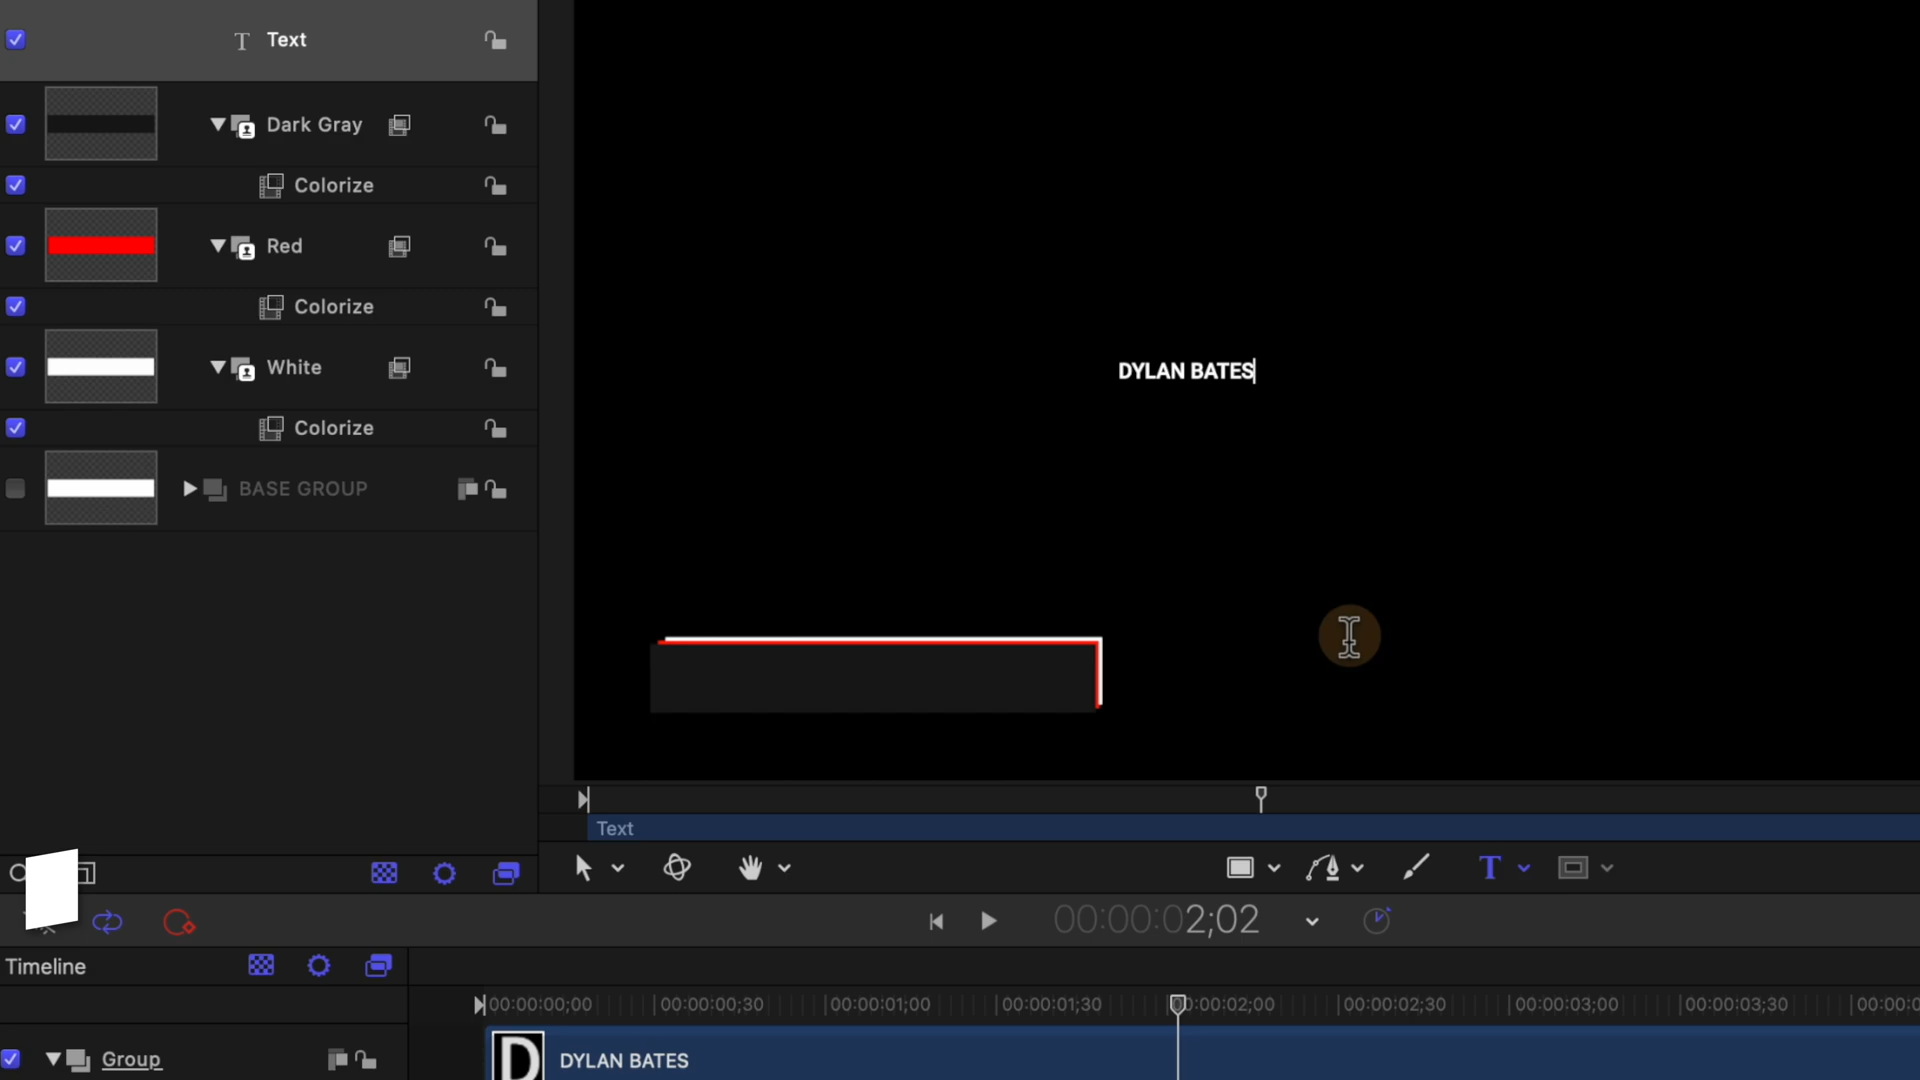 Text
Dark Gray
Colorize
Red
Colorize
White
Colorize
BASE GROUP
DYLAN BATES
Text
T
00:00:02;02
Timeline
00:00:00;00 00:00:00;30 00:00:01;00 00:00:01;30 00:00:02;00 00:00:02;30 00:00:03;00 00:00:03;30
Group
D DYLAN BATES